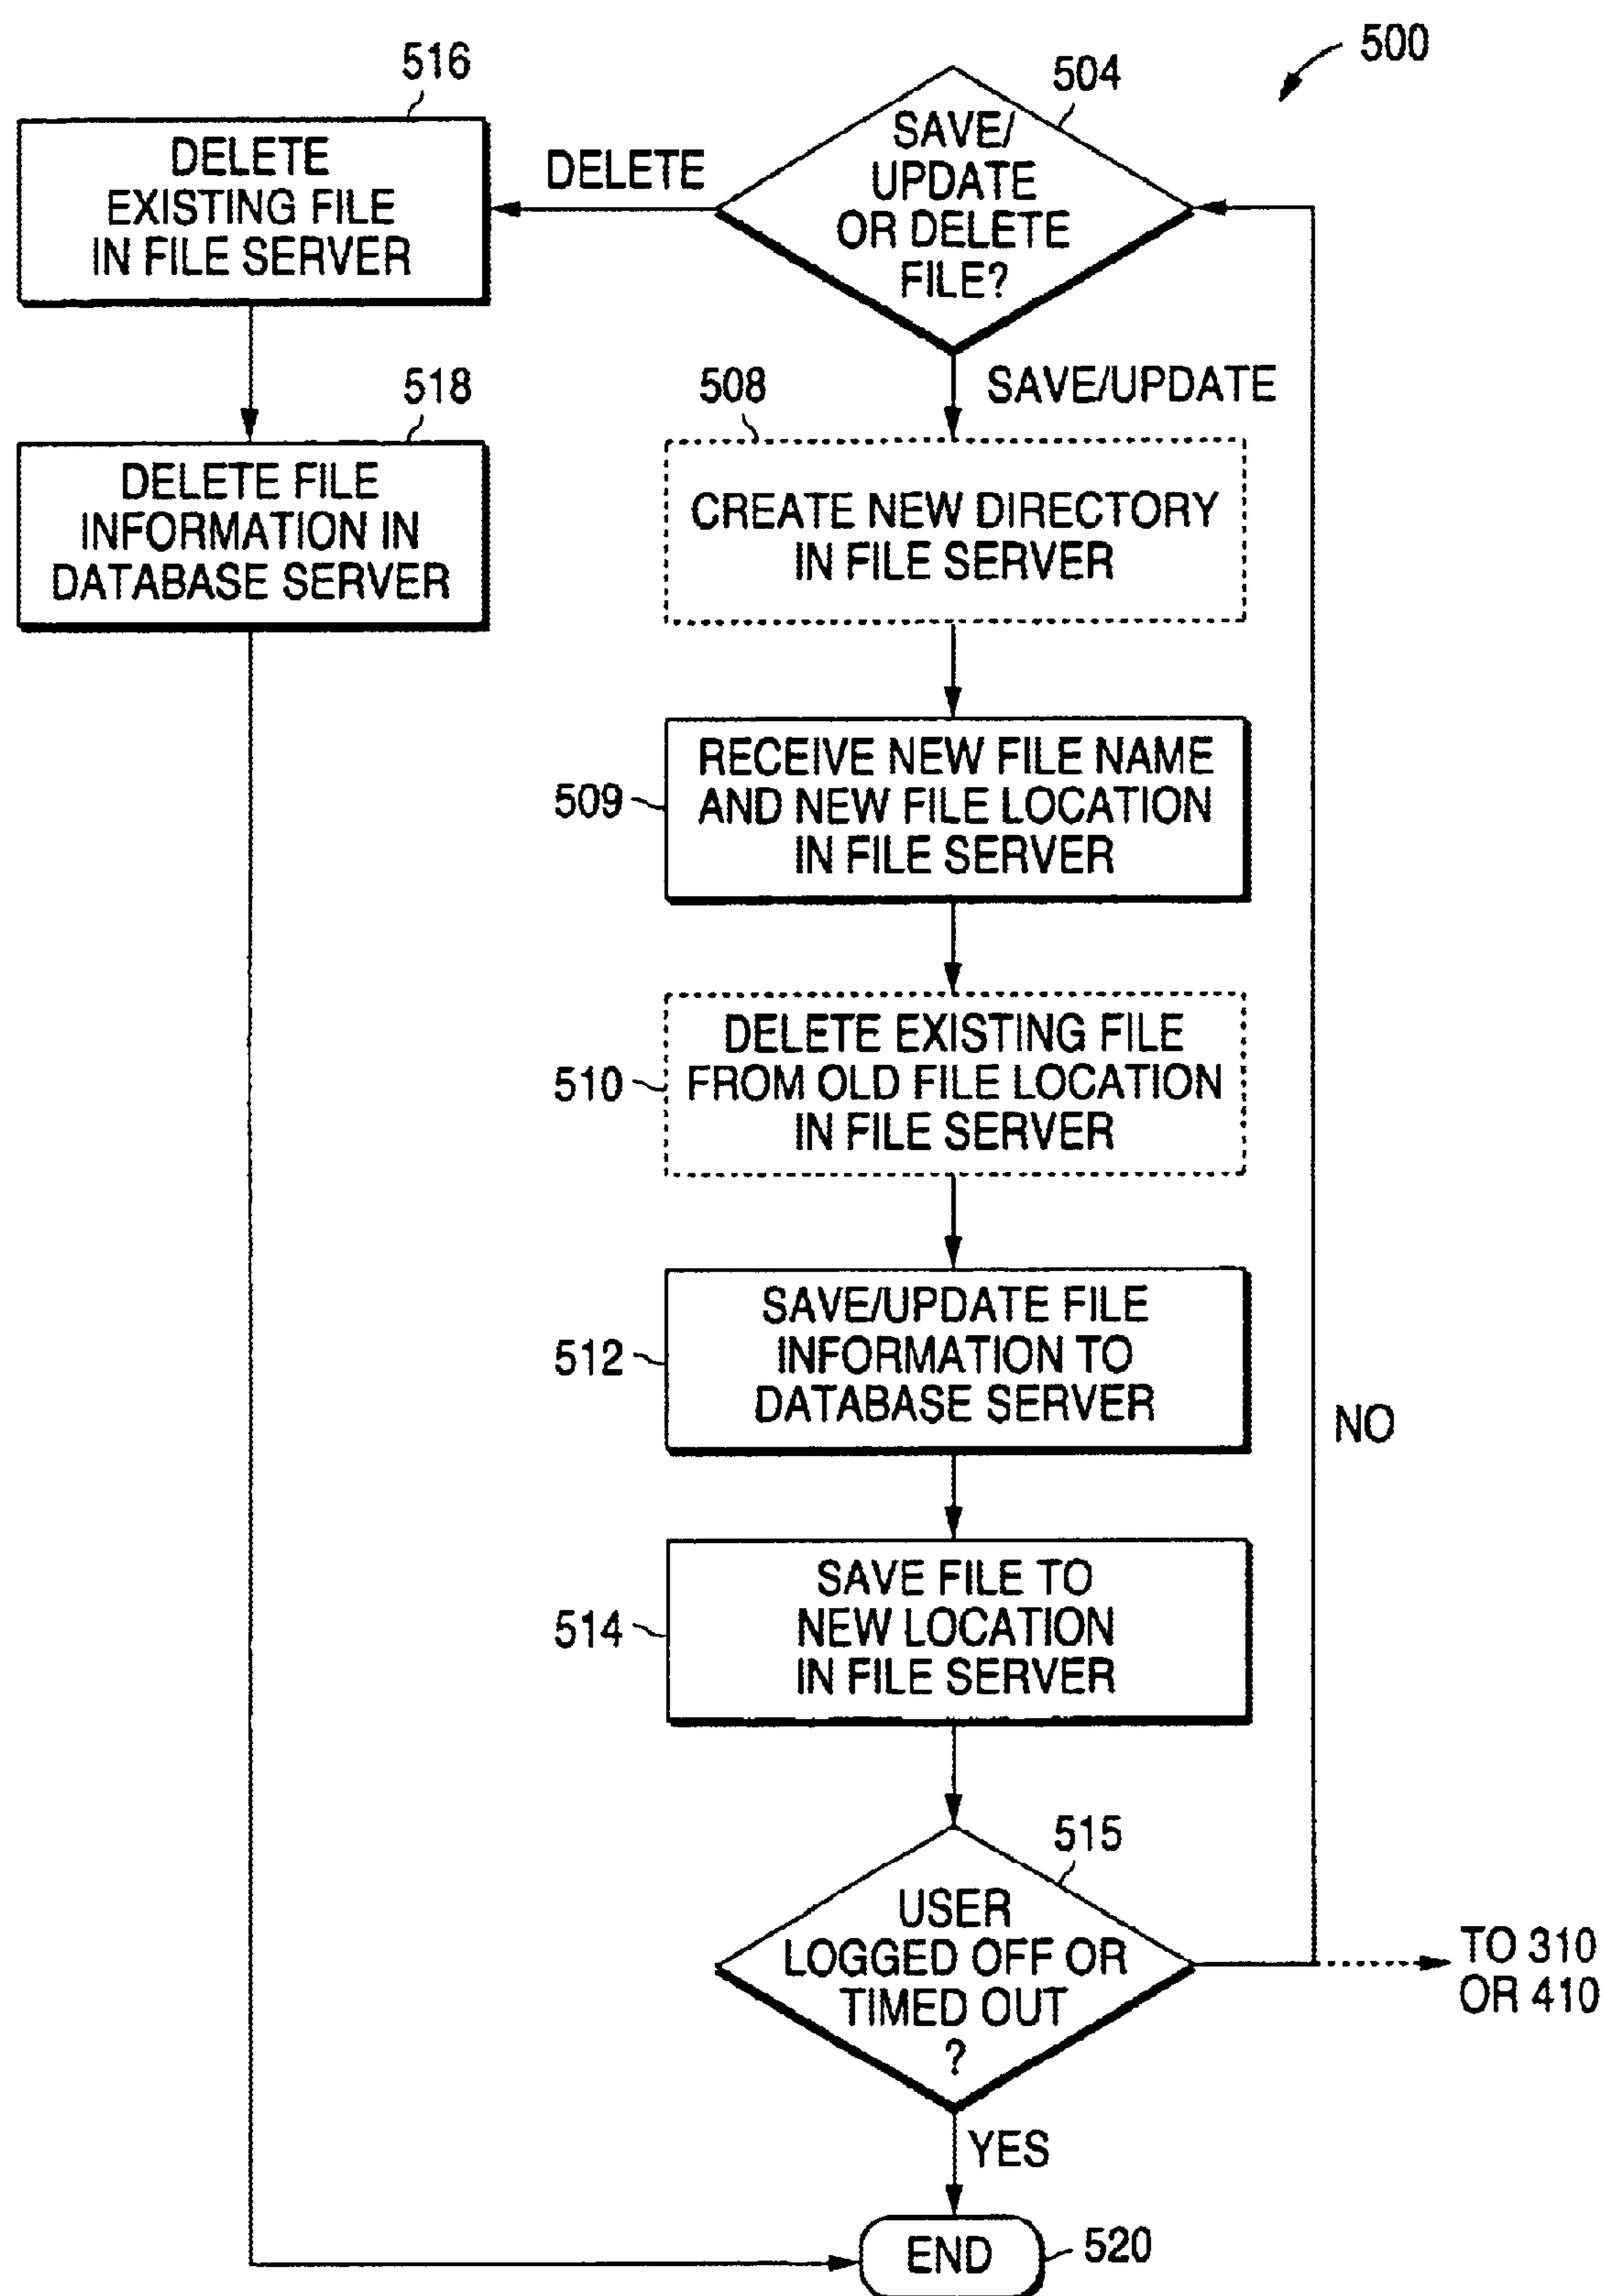 500
516
504
DELETE
EXISTING FILE
IN FILE SERVER
DELETE
SAVE/
UPDATE
OR DELETE
FILE?
518
508
SAVE/UPDATE
DELETE FILE
INFORMATION IN
DATABASE SERVER
CREATE NEW DIRECTORY
IN FILE SERVER
509
RECEIVE NEW FILE NAME
AND NEW FILE LOCATION
IN FILE SERVER
510
DELETE EXISTING FILE
FROM OLD FILE LOCATION
IN FILE SERVER
512
SAVE/UPDATE FILE
INFORMATION TO
DATABASE SERVER
NO
514
SAVE FILE TO
NEW LOCATION
IN FILE SERVER
515
USER
LOGGED OFF OR
TIMED OUT
?
TO 310
OR 410
YES
END
520